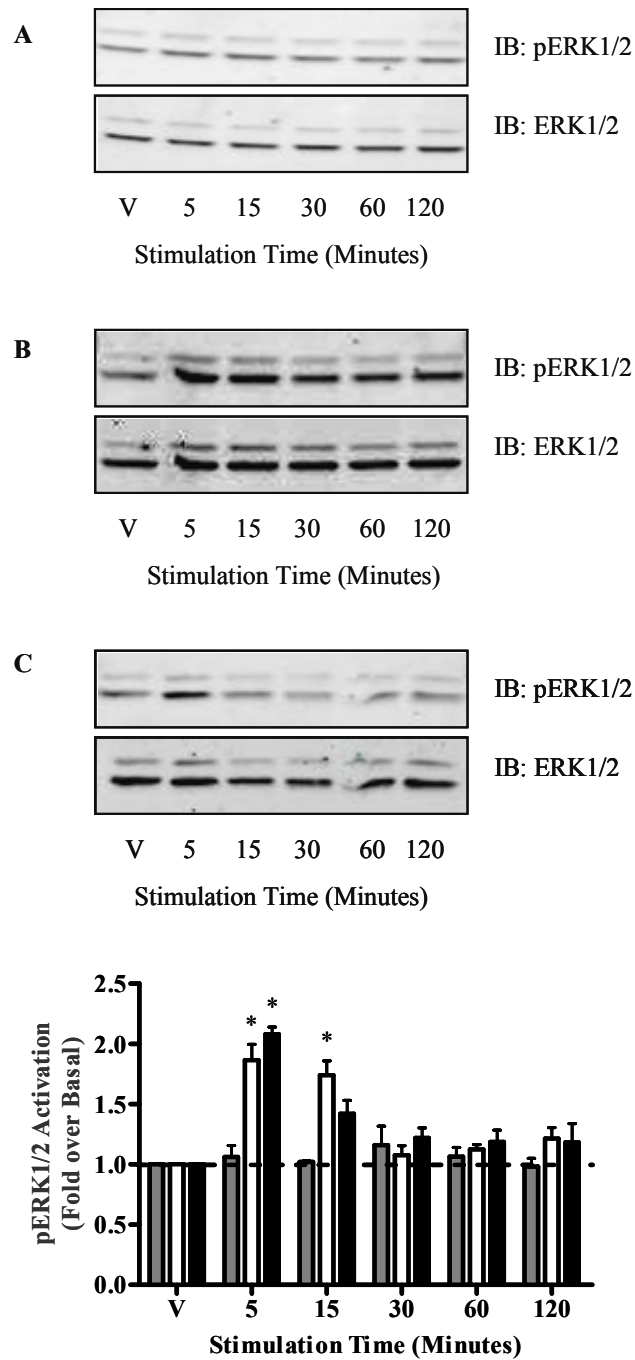 A
IB: pERK1/2
IB: ERK1/2
V 5 15 30 60 120
Stimulation Time (Minutes)
B
IB: pERK1/2
IB: ERK1/2
V 5 15 30 60 120
Stimulation Time (Minutes)
C
IB: pERK1/2
IB: ERK1/2
V 5 15 30 60 120
Stimulation Time (Minutes)
pERK1/2 Activation
(Fold over Basal)
2.5
2.0
1.5
1.0
0.5
0.0
* * *
V 5 15 30 60 120
Stimulation Time (Minutes)